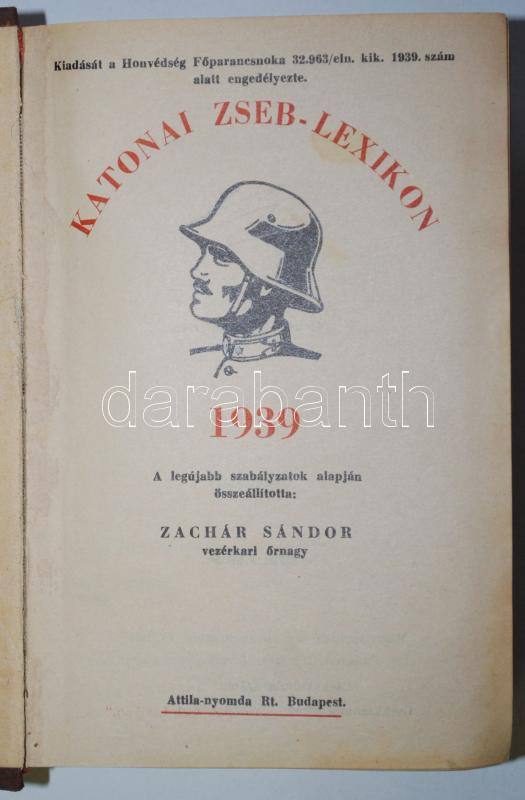 Kiadását a Honvédség Főparancsnoka 32.963/eln. kik. 1939. szám
alatt engedélyezte.
KATONAI ZSEB-LEXIKON
darabanth
1939
A legújabb szabályzatok alapján
összeállította:
ZACHÁR SÁNDOR
vezérkari őrnagy
Attila-nyomda Rt. Budapest.